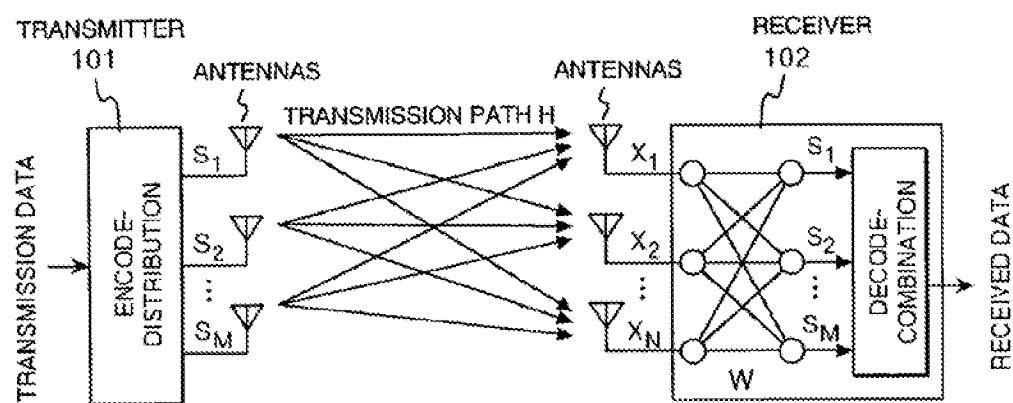 TRANSMITTER
101
ANTENNAS
TRANSMISSION PATH H
ANTENNAS
RECEIVER
102
TRANSMISSION DATA
ENCODE-
DISTRIBUTION
S1
S2
...
SM
X1
X2
...
XN
W
S1
S2
...
SM
DECODE-
COMBINATION
RECEIVED DATA